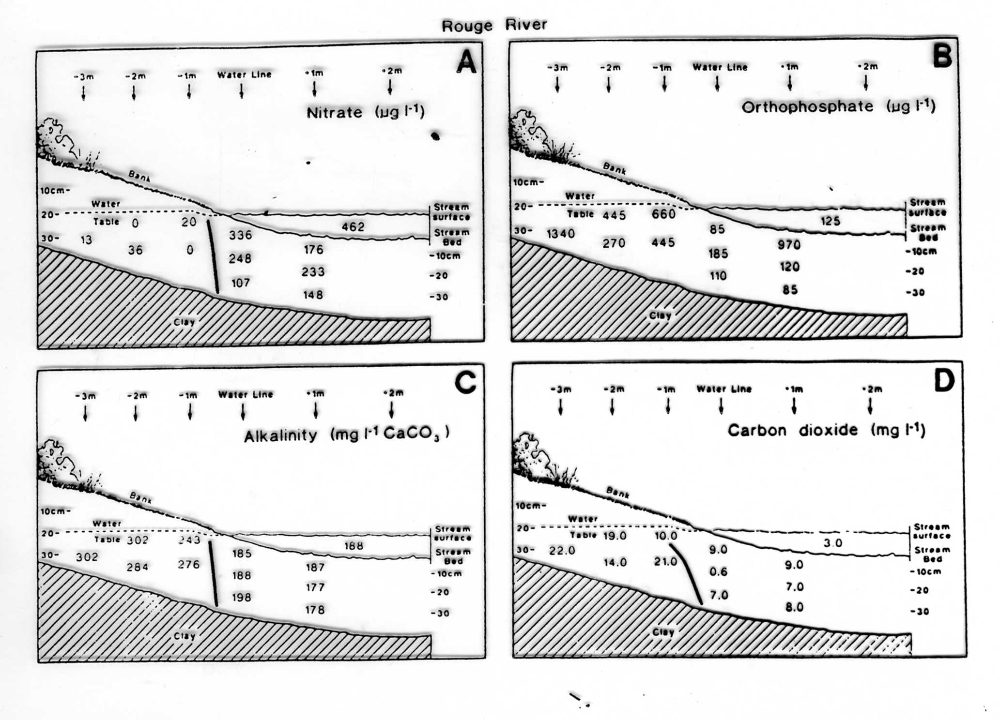 Rouge River
A
-3m -2m -1m Water Line •1m •2m
Nitrate (µg l-1)
Bank
10cm-
Water
20-
Table 0 20
Stream
surface
462
30- 13
336
Stream
Bed
36 0
176
248
-10cm
233
-20
107
148
-30
Clay
B
-3m -2m -1m Water Line •1m •2m
Orthophosphate (µg l-1)
Bank
10cm-
Water
20-
Table 445 660
Stream
surface
125
30- 1340
85
Stream
Bed
270 445
970
185
-10cm
120
-20
110
85
-30
Clay
C
-3m -2m -1m Water Line •1m •2m
Alkalinity (mg l-1 CaCO3)
Bank
10cm-
Water
20-
Table 302 243
Stream
surface
188
30- 302
185
Stream
Bed
284 276
187
188
-10cm
177
-20
198
178
-30
Clay
D
-3m -2m -1m Water Line •1m •2m
Carbon dioxide (mg l-1)
Bank
10cm-
Water
20-
Table 19.0 10.0
Stream
surface
3.0
30- 22.0
9.0
Stream
Bed
14.0 21.0
9.0
0.6
-10cm
7.0
-20
7.0
8.0
-30
Clay